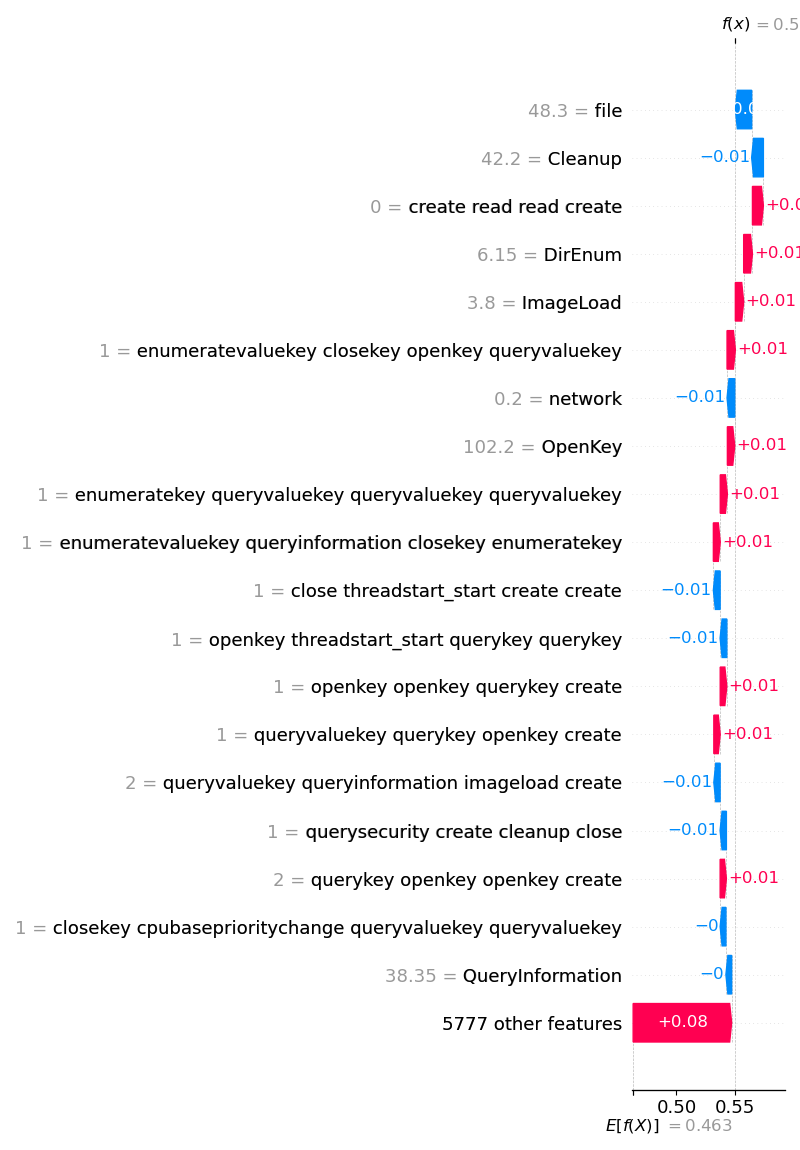 f(x) = 0.5
48.3 = file
42.2 = Cleanup −0.01
0 = create read read create
6.15 = DirEnum +0.01
3.8 = ImageLoad +0.01
1 = enumeratevaluekey closekey openkey queryvaluekey +0.01
0.2 = network −0.01
102.2 = OpenKey +0.01
1 = enumeratekey queryvaluekey queryvaluekey queryvaluekey +0.01
1 = enumeratevaluekey queryinformation closekey enumeratekey +0.01
1 = close threadstart_start create create −0.01
1 = openkey threadstart_start querykey querykey −0.01
1 = openkey openkey querykey create +0.01
1 = queryvaluekey querykey openkey create +0.01
2 = queryvaluekey queryinformation imageload create −0.01
1 = querysecurity create cleanup close −0.01
2 = querykey openkey openkey create +0.01
1 = closekey cpubaseprioritychange queryvaluekey queryvaluekey −0
38.35 = QueryInformation −0
5777 other features +0.08
0.50 0.55
E[f(X)] = 0.463